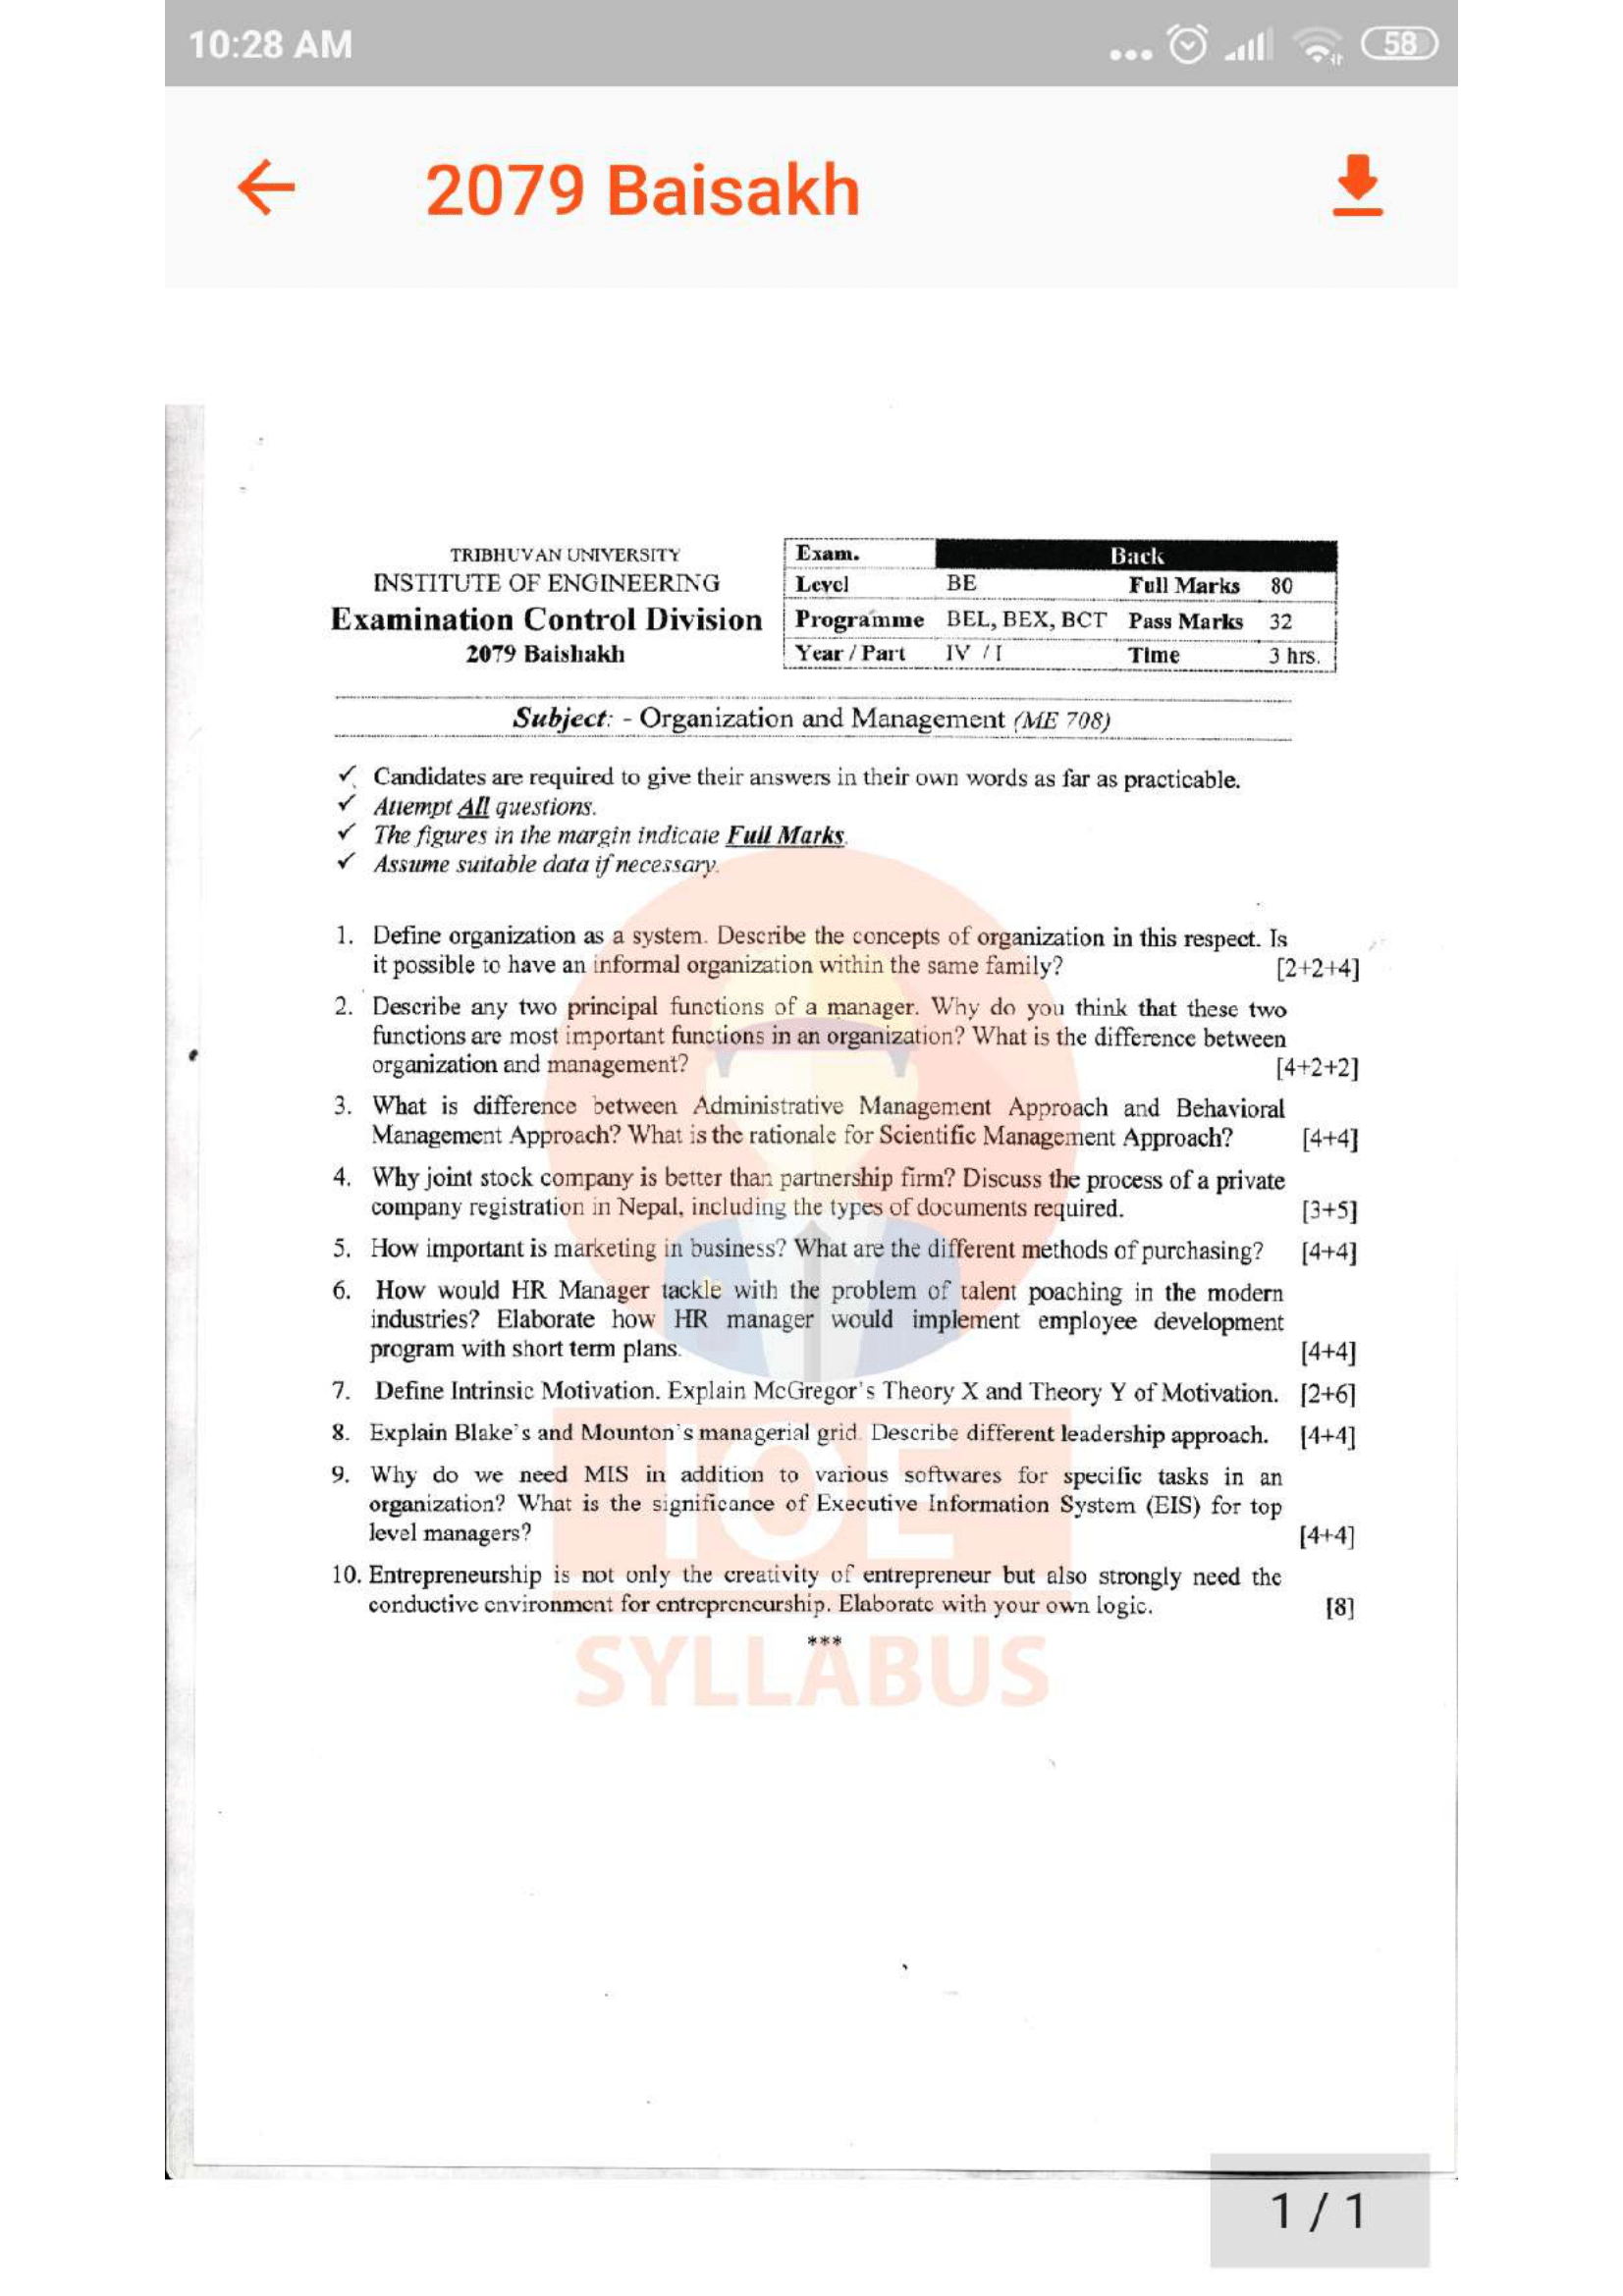 10:28 AM
58
2079 Baisakh
TRIBHUVAN UNIVERSITY
INSTITUTE OF ENGINEERING
Examination Control Division
2079 Baishakh
Exam. Back
Level BE Full Marks 80
Programme BEL, BEX, BCT Pass Marks 32
Year / Part IV / I Time 3 hrs.
Subject: - Organization and Management (ME 708)
✓ Candidates are required to give their answers in their own words as far as practicable.
✓ Attempt All questions.
✓ The figures in the margin indicate Full Marks.
✓ Assume suitable data if necessary.
1. Define organization as a system. Describe the concepts of organization in this respect. Is
it possible to have an informal organization within the same family? [2+2+4]
2. Describe any two principal functions of a manager. Why do you think that these two
functions are most important functions in an organization? What is the difference between
organization and management? [4+2+2]
3. What is difference between Administrative Management Approach and Behavioral
Management Approach? What is the rationale for Scientific Management Approach? [4+4]
4. Why joint stock company is better than partnership firm? Discuss the process of a private
company registration in Nepal, including the types of documents required. [3+5]
5. How important is marketing in business? What are the different methods of purchasing? [4+4]
6. How would HR Manager tackle with the problem of talent poaching in the modern
industries? Elaborate how HR manager would implement employee development
program with short term plans. [4+4]
7. Define Intrinsic Motivation. Explain McGregor's Theory X and Theory Y of Motivation. [2+6]
8. Explain Blake's and Mounton's managerial grid. Describe different leadership approach. [4+4]
9. Why do we need MIS in addition to various softwares for specific tasks in an
organization? What is the significance of Executive Information System (EIS) for top
level managers? [4+4]
10. Entrepreneurship is not only the creativity of entrepreneur but also strongly need the
conductive environment for entrepreneurship. Elaborate with your own logic. [8]
***
IOE
SYLLABUS
1 / 1